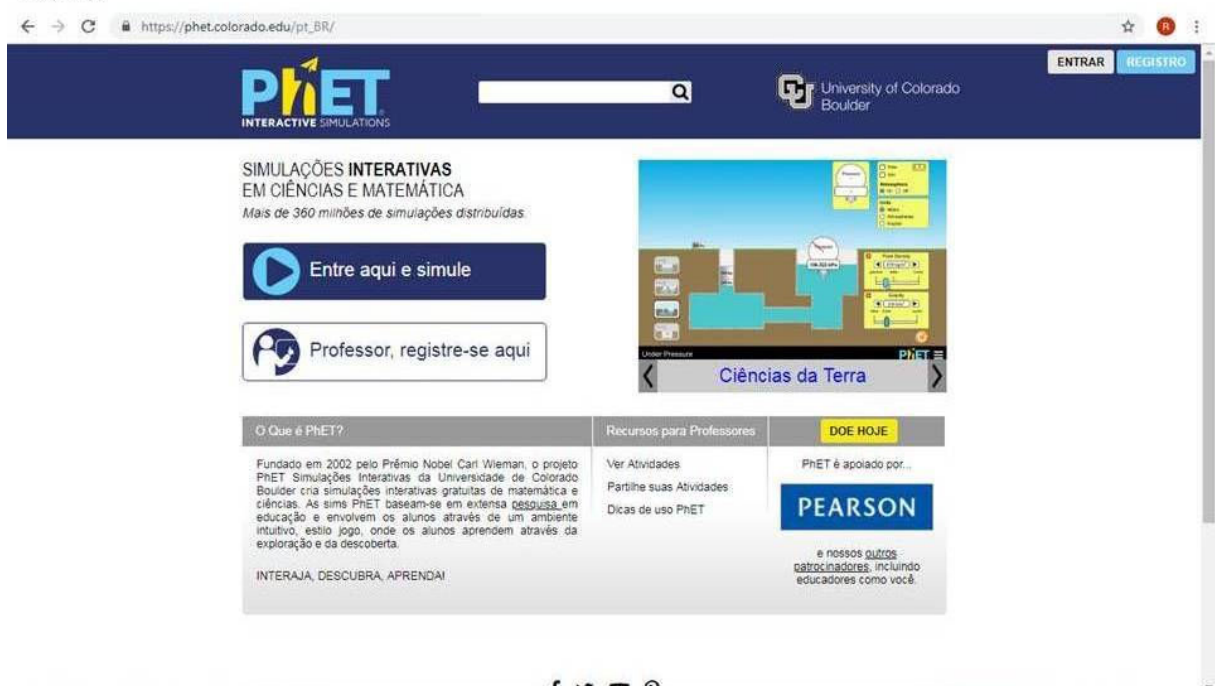 https://phet.colorado.edu/pt_BR/
R
ENTRAR REGISTRO
PhET
INTERACTIVE SIMULATIONS
University of Colorado
Boulder
SIMULAÇÕES INTERATIVAS
EM CIÊNCIAS E MATEMÁTICA
Mais de 360 milhões de simulações distribuídas.
Entre aqui e simule
Professor, registre-se aqui
Under Pressure
PhET
Ciências da Terra
O Que é PhET?
Fundado em 2002 pelo Prêmio Nobel Carl Wieman, o projeto
PhET Simulações Interativas da Universidade de Colorado
Boulder cria simulações interativas gratuitas de matemática e
ciências. As sims PhET baseam-se em extensa pesquisa em
educação e envolvem os alunos através de um ambiente
intuitivo, estilo jogo, onde os alunos aprendem através da
exploração e da descoberta.
INTERAJA, DESCUBRA, APRENDA!
Recursos para Professores
Ver Atividades
Partilhe suas Atividades
Dicas de uso PhET
DOE HOJE
PhET é apoiado por...
PEARSON
e nossos outros
patrocinadores, incluindo
educadores como você.